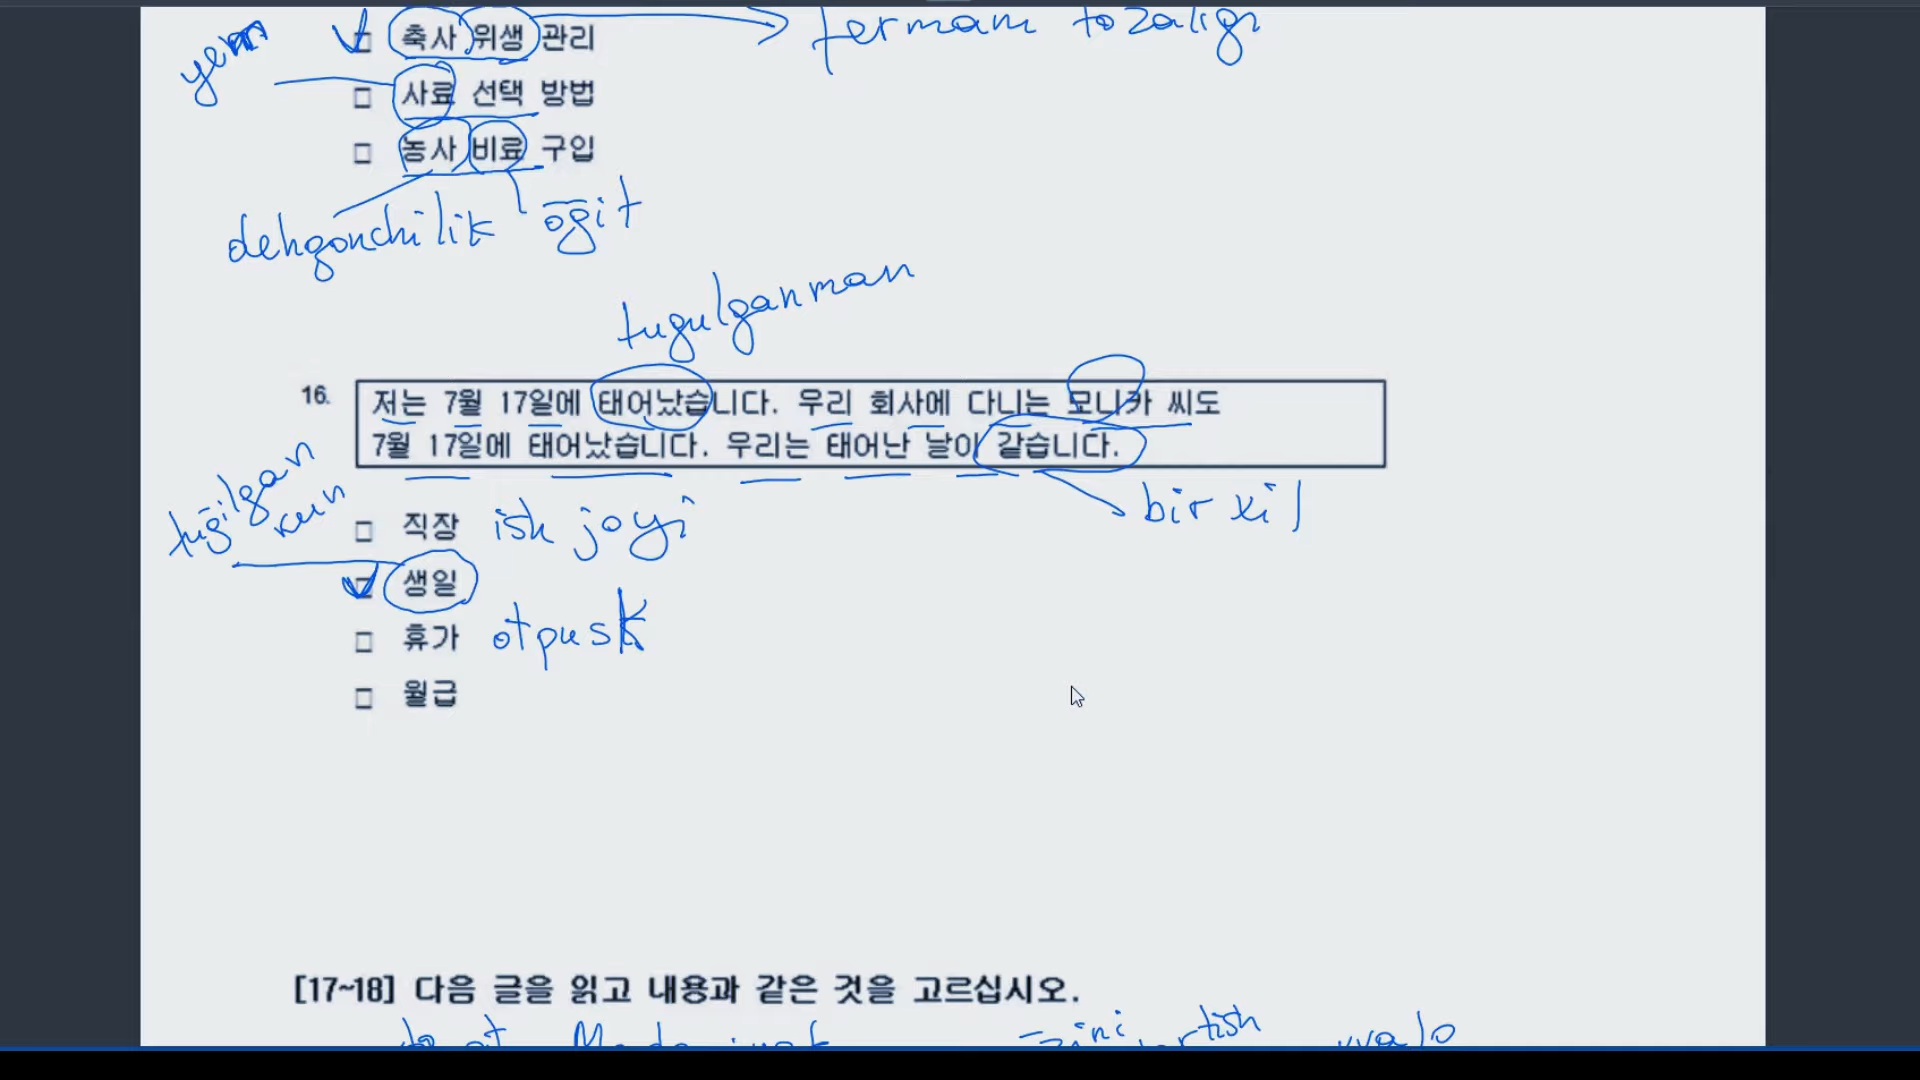 yem
축사 위생 관리
fermani tozaligi
사료 선택 방법
농사 비료 구입
dehqonchilik o'g'it
tugulganman
16. 저는 7월 17일에 태어났습니다. 우리 회사에 다니는 모니카 씨도
7월 17일에 태어났습니다. 우리는 태어난 날이 같습니다.
tug'ilgan kun
bir xil
직장 ish joyi
생일
휴가 otpusk
월급
[17~18] 다음 글을 읽고 내용과 같은 것을 고르십시오.